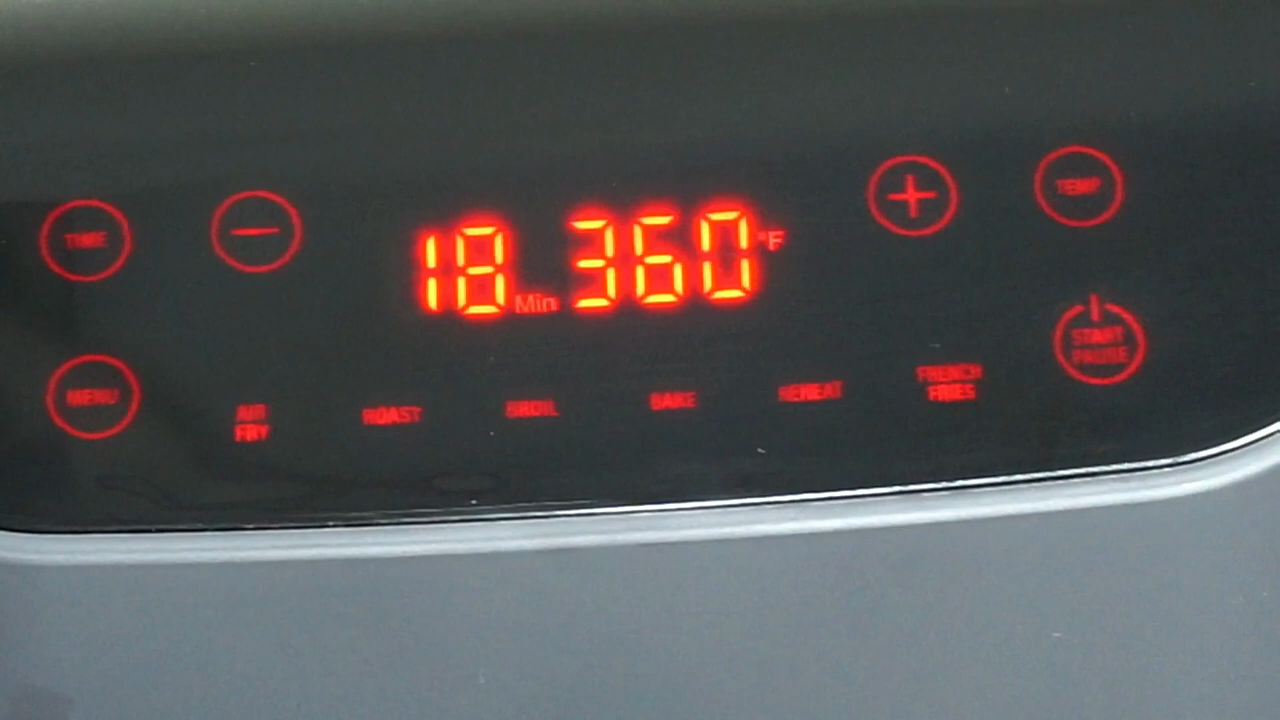 TIME − 18 Min 360 °F + TEMP
MENU AIR FRY ROAST BROIL BAKE REHEAT FRENCH FRIES START PAUSE